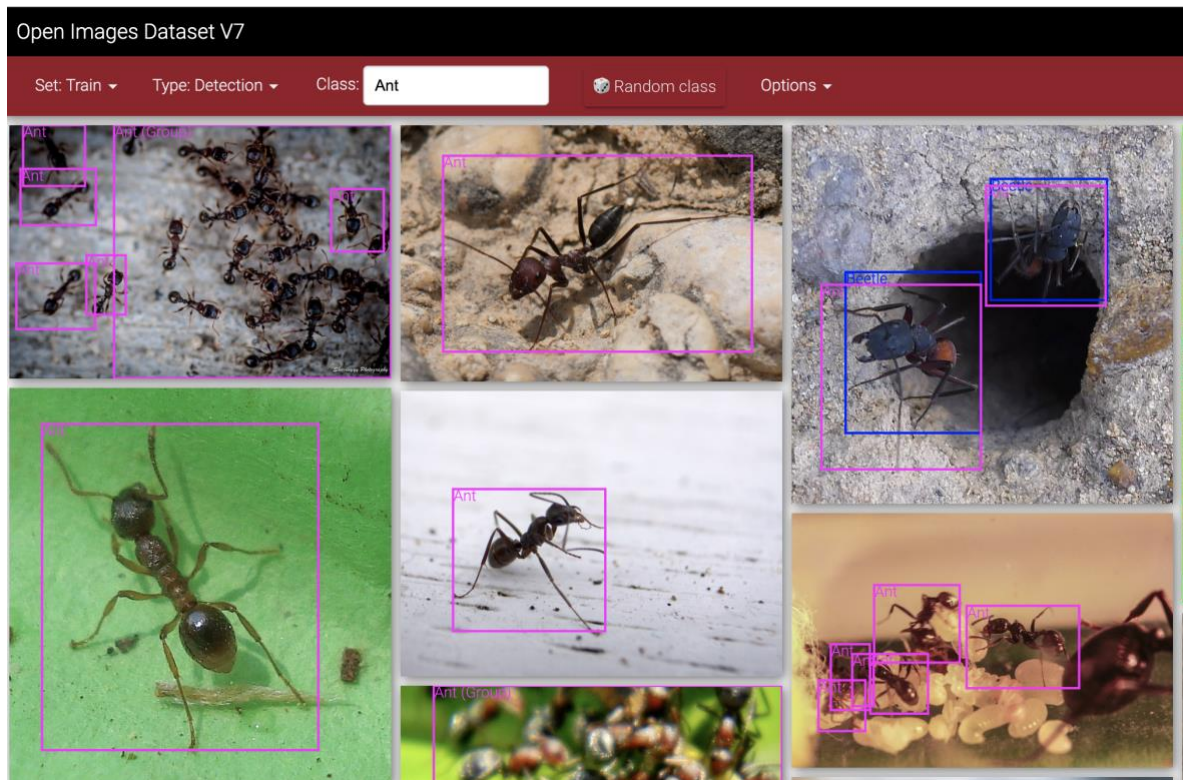 Open Images Dataset V7
Set: Train
Type: Detection
Class:
Ant
Random class
Options
Ant
Ant (Group)
Ant
Ant
Ant
Ant
Ant
Beetle
Beetle
Ant
Ant
Ant
Ant
Ant
Ant (Group)